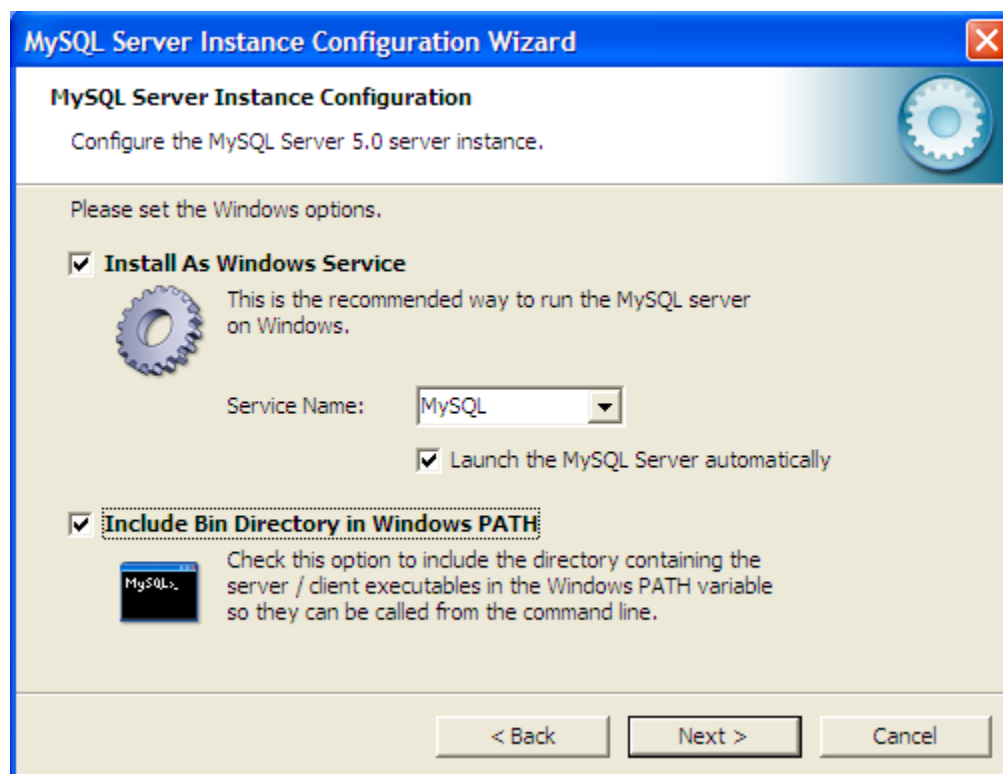 MySQL Server Instance Configuration Wizard
MySQL Server Instance Configuration
Configure the MySQL Server 5.0 server instance.
Please set the Windows options.
Install As Windows Service
This is the recommended way to run the MySQL server
on Windows.
Service Name: MySQL
Launch the MySQL Server automatically
Include Bin Directory in Windows PATH
Check this option to include the directory containing the
server / client executables in the Windows PATH variable
so they can be called from the command line.
MySQL>_
< Back Next > Cancel